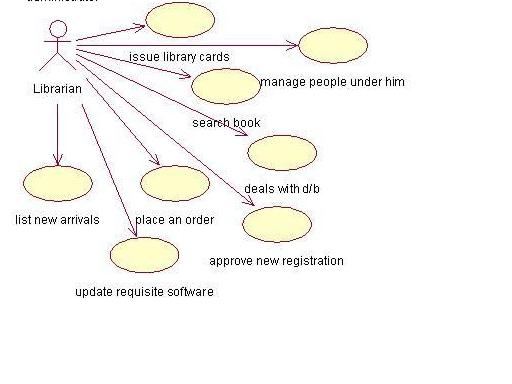 issue library cards
manage people under him
Librarian
search book
deals with d/b
list new arrivals
place an order
approve new registration
update requisite software